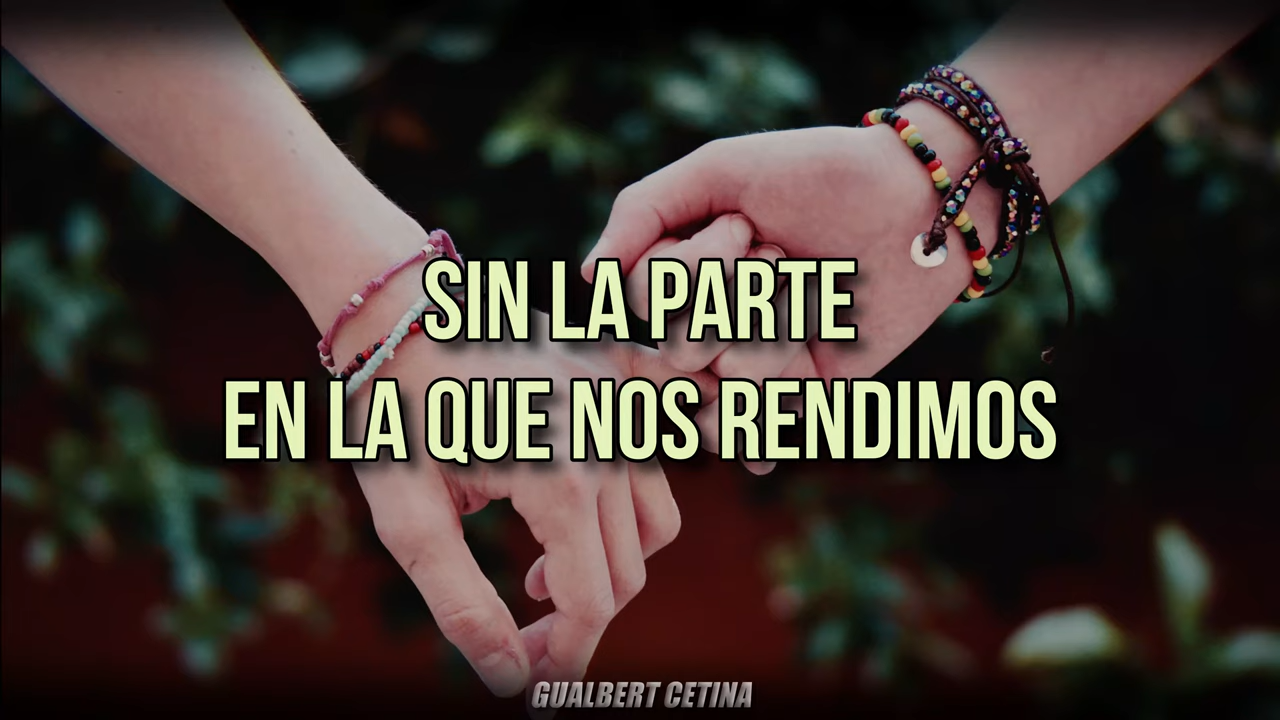 SIN LA PARTE
EN LA QUE NOS RENDIMOS
GUALBERT CETINA